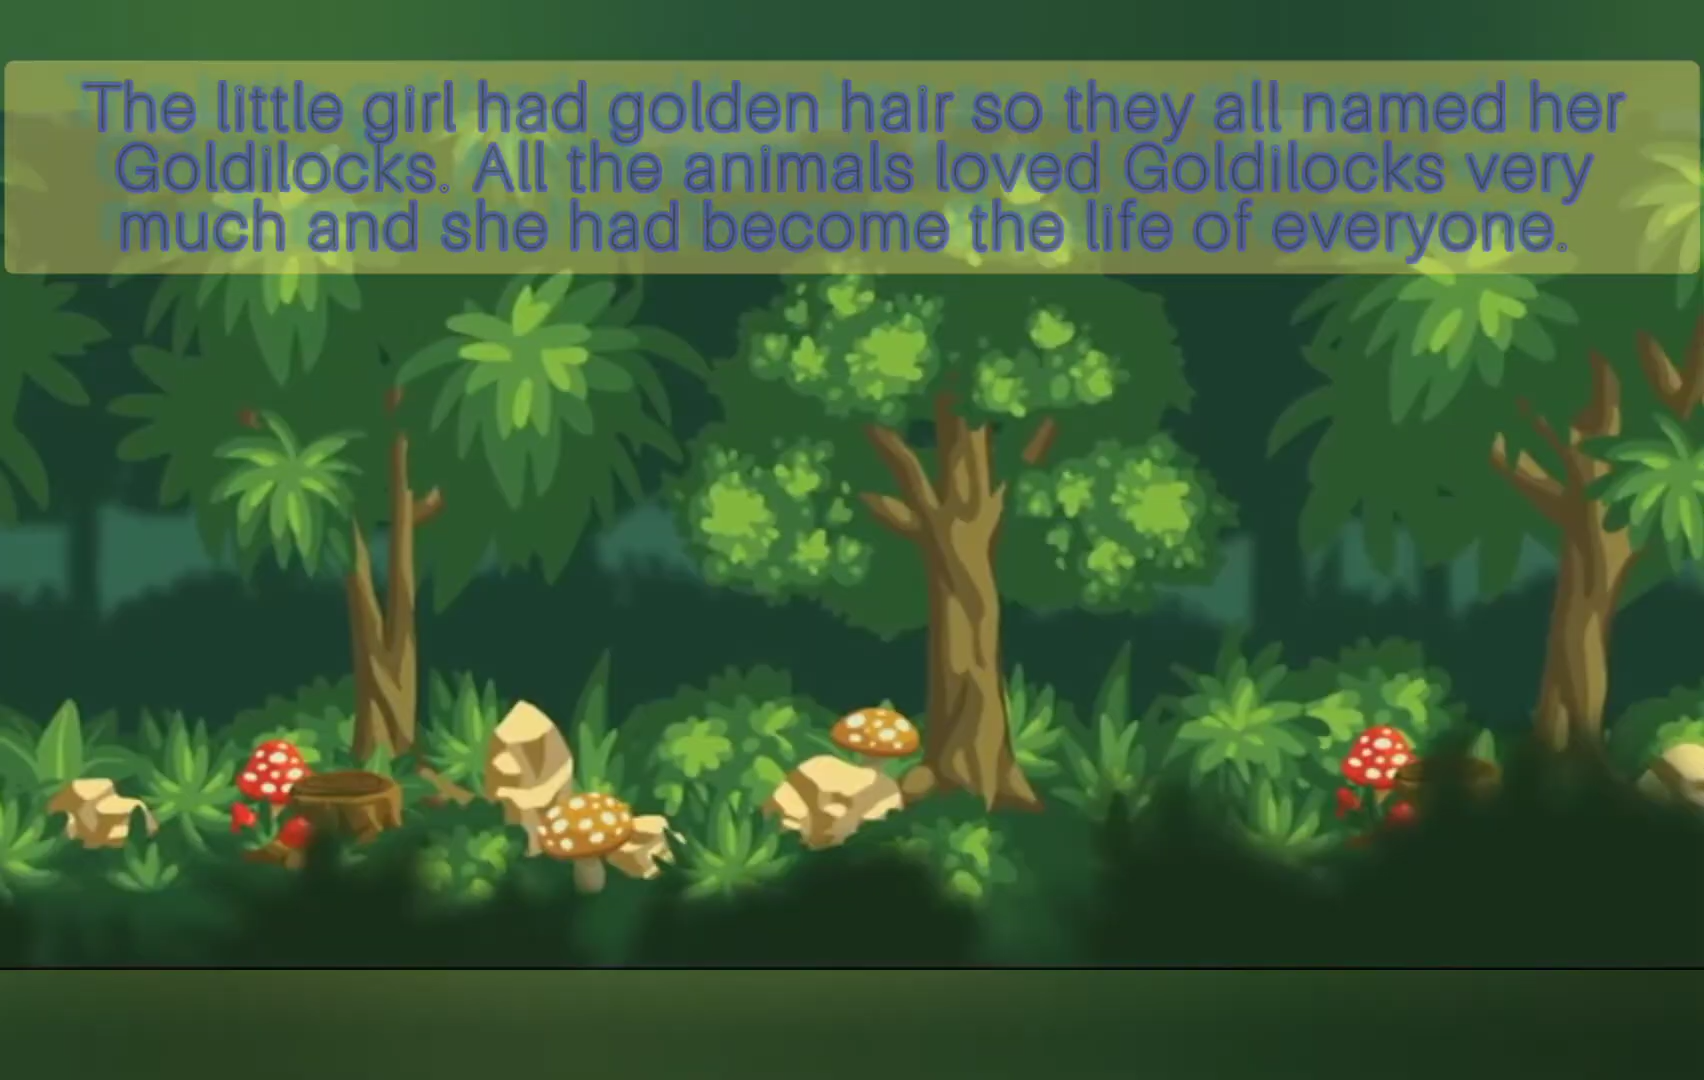 The little girl had golden hair so they all named her
Goldilocks. All the animals loved Goldilocks very
much and she had become the life of everyone.